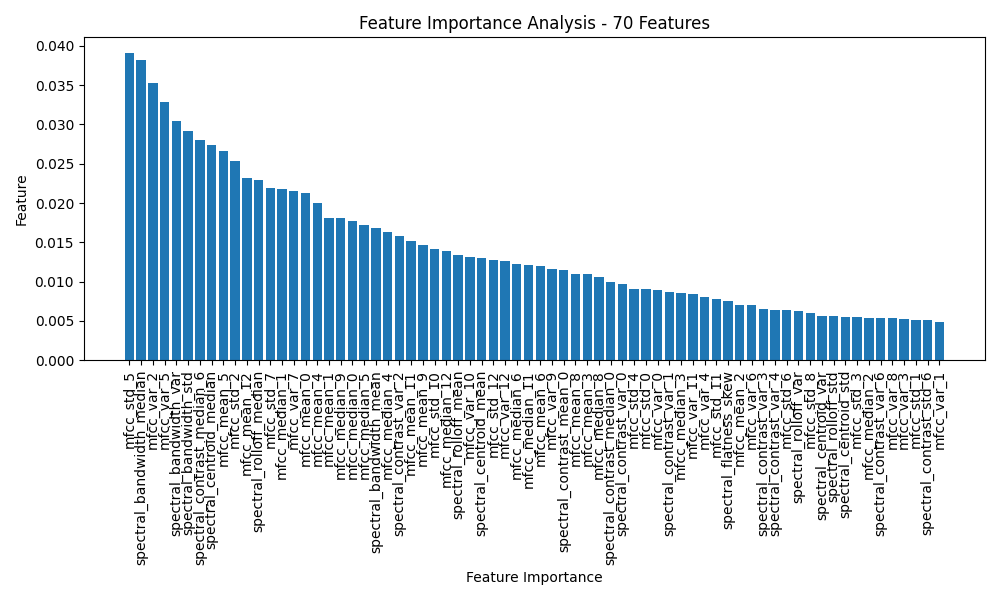 Feature Importance Analysis - 70 Features
Feature
0.040
0.035
0.030
0.025
0.020
0.015
0.010
0.005
0.000
mfcc_std_5
spectral_bandwidth_median
mfcc_var_2
mfcc_var_5
spectral_bandwidth_var
spectral_bandwidth_std
spectral_contrast_median_6
spectral_centroid_median
mfcc_mean_5
mfcc_std_2
mfcc_mean_12
spectral_rolloff_median
mfcc_std_7
mfcc_median_1
mfcc_var_7
mfcc_mean_0
mfcc_mean_4
mfcc_mean_1
mfcc_median_9
mfcc_median_0
mfcc_median_5
spectral_bandwidth_mean
mfcc_median_4
spectral_contrast_var_2
mfcc_mean_11
mfcc_mean_9
mfcc_std_10
mfcc_median_12
spectral_rolloff_mean
mfcc_var_10
spectral_centroid_mean
mfcc_std_12
mfcc_var_12
mfcc_median_6
mfcc_median_11
mfcc_mean_6
mfcc_var_9
spectral_contrast_mean_0
mfcc_mean_8
mfcc_mean_3
mfcc_median_8
spectral_contrast_median_0
spectral_contrast_var_0
mfcc_std_4
mfcc_std_0
mfcc_var_0
spectral_contrast_var_1
mfcc_median_3
mfcc_var_11
mfcc_var_4
mfcc_std_11
spectral_flatness_skew
mfcc_mean_2
mfcc_var_6
spectral_contrast_var_3
spectral_contrast_var_4
mfcc_std_6
spectral_rolloff_var
mfcc_std_8
spectral_centroid_var
spectral_rolloff_std
spectral_centroid_std
mfcc_std_3
mfcc_median_2
spectral_contrast_var_6
mfcc_var_8
mfcc_var_3
mfcc_std_1
spectral_contrast_std_6
mfcc_var_1
Feature Importance